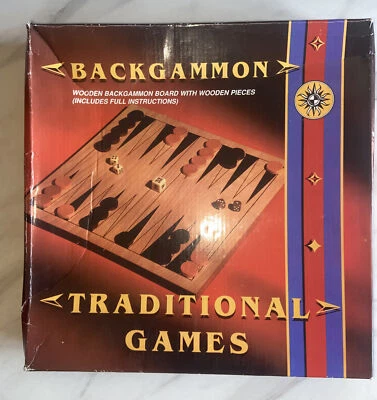 BACKGAMMON
WOODEN BACKGAMMON BOARD WITH WOODEN PIECES
(INCLUDES FULL INSTRUCTIONS)
TRADITIONAL
GAMES